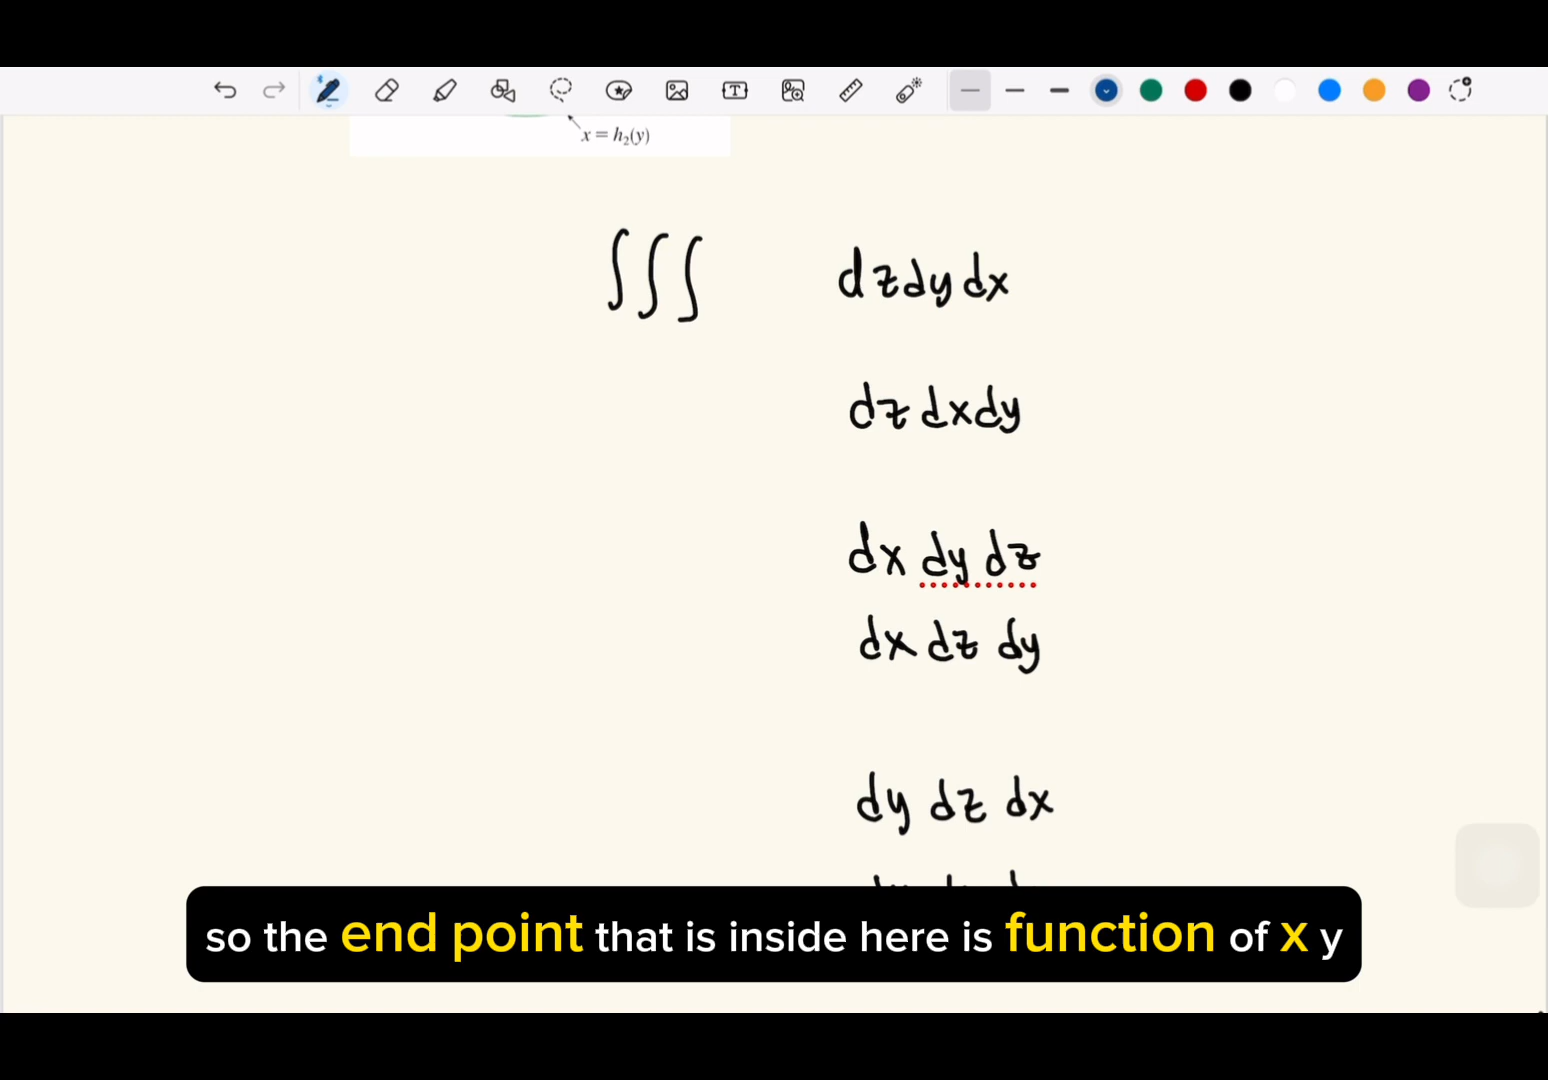 x = h₂(y)
∫∫∫ dz dy dx
dz dx dy
dx dy dz
dx dz dy
dy dz dx
so the end point that is inside here is function of x y